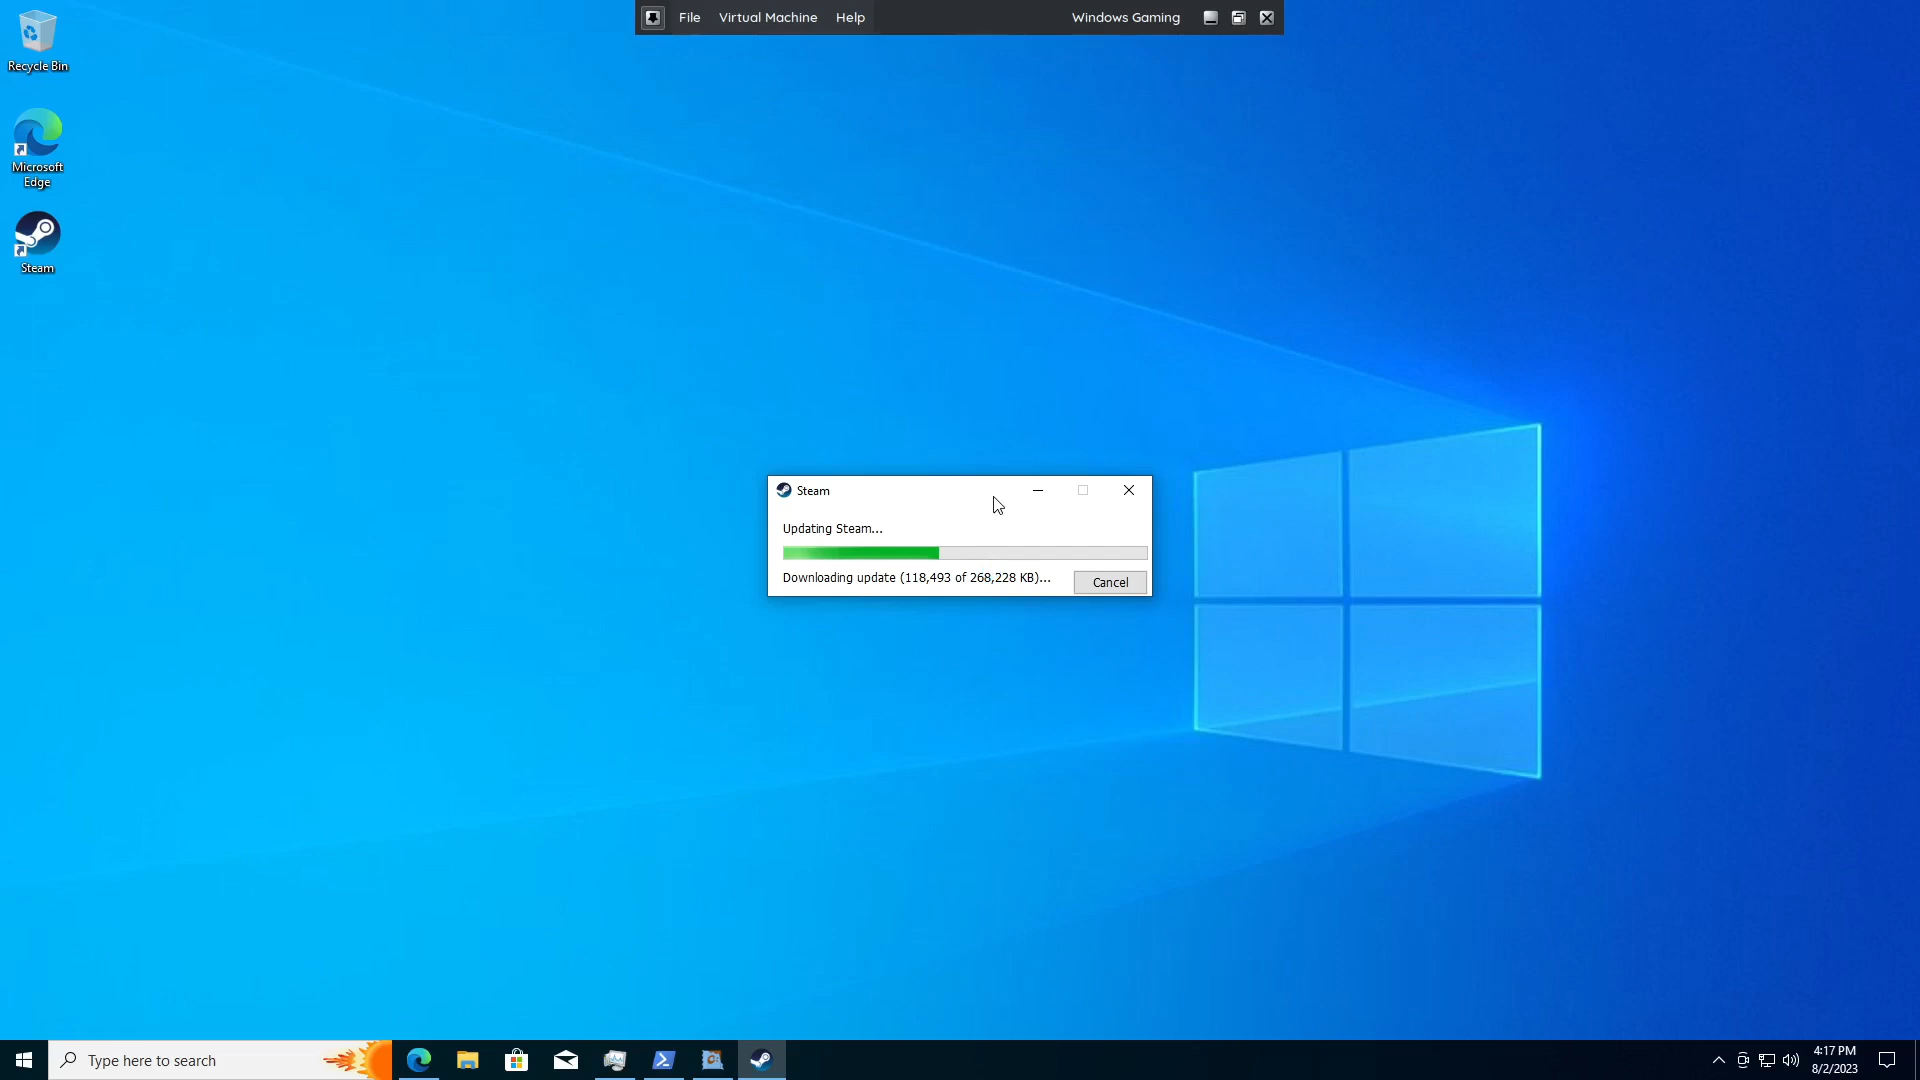 File Virtual Machine Help Windows Gaming
Recycle Bin
Microsoft
Edge
Steam
Steam
Updating Steam...
Downloading update (118,493 of 268,228 KB)...
Cancel
Type here to search
4:17 PM
8/2/2023